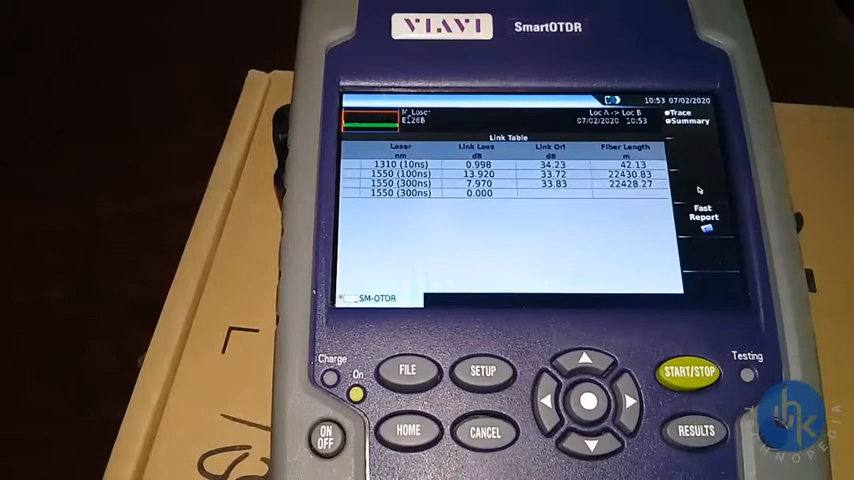 VIAVI
SmartOTDR
10:53 07/02/2020
M_Laser
E126B
Loc A -> Loc B
07/02/2020 10:53
Trace
Summary
Link Table
Laser Link Loss Link Orl Fiber Length
nm dB dB m
1310 (10ns) 0.998 34.23 42.13
1550 (100ns) 13.920 33.72 22430.83
1550 (300ns) 7.970 33.83 22428.27
1550 (300ns) 0.000
Fast
Report
SM-OTDR
Charge
On
FILE
SETUP
START/STOP
Testing
ON
OFF
HOME
CANCEL
RESULTS